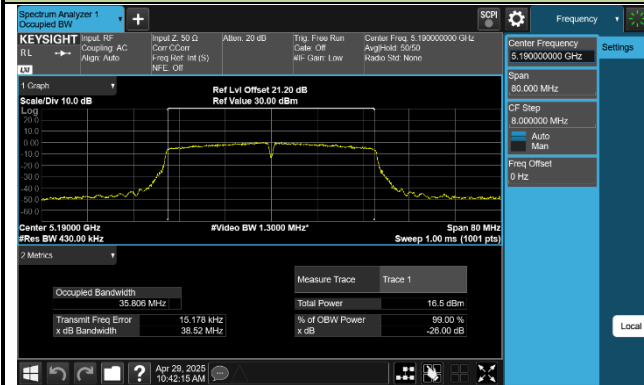 Spectrum Analyzer 1
Occupied BW
+
SCPI
Frequency
KEYSIGHT
RL
LXI
Input: RF
Coupling: AC
Align: Auto
Input Z: 50 Ω
Corr CCorr
Freq Ref: Int (S)
NFE: Off
Atten: 20 dB
Trig: Free Run
Gate: Off
#IF Gain: Low
Center Freq: 5.190000000 GHz
Avg|Hold: 50/50
Radio Std: None
Center Frequency
5.190000000 GHz
Settings
Span
80.000 MHz
CF Step
8.000000 MHz
Auto
Man
Freq Offset
0 Hz
1 Graph
Scale/Div 10.0 dB
Ref Lvl Offset 21.20 dB
Ref Value 30.00 dBm
Log
20.0
10.0
0.00
-10.0
-20.0
-30.0
-40.0
-50.0
-60.0
Center 5.19000 GHz
#Video BW 1.3000 MHz*
Span 80 MHz
#Res BW 430.00 kHz
Sweep 1.00 ms (1001 pts)
2 Metrics
Measure Trace Trace 1
Occupied Bandwidth
35.806 MHz
Total Power 16.5 dBm
Transmit Freq Error 15.178 kHz
% of OBW Power 99.00 %
x dB Bandwidth 38.52 MHz
x dB -26.00 dB
Local
?
Apr 29, 2025
10:42:15 AM